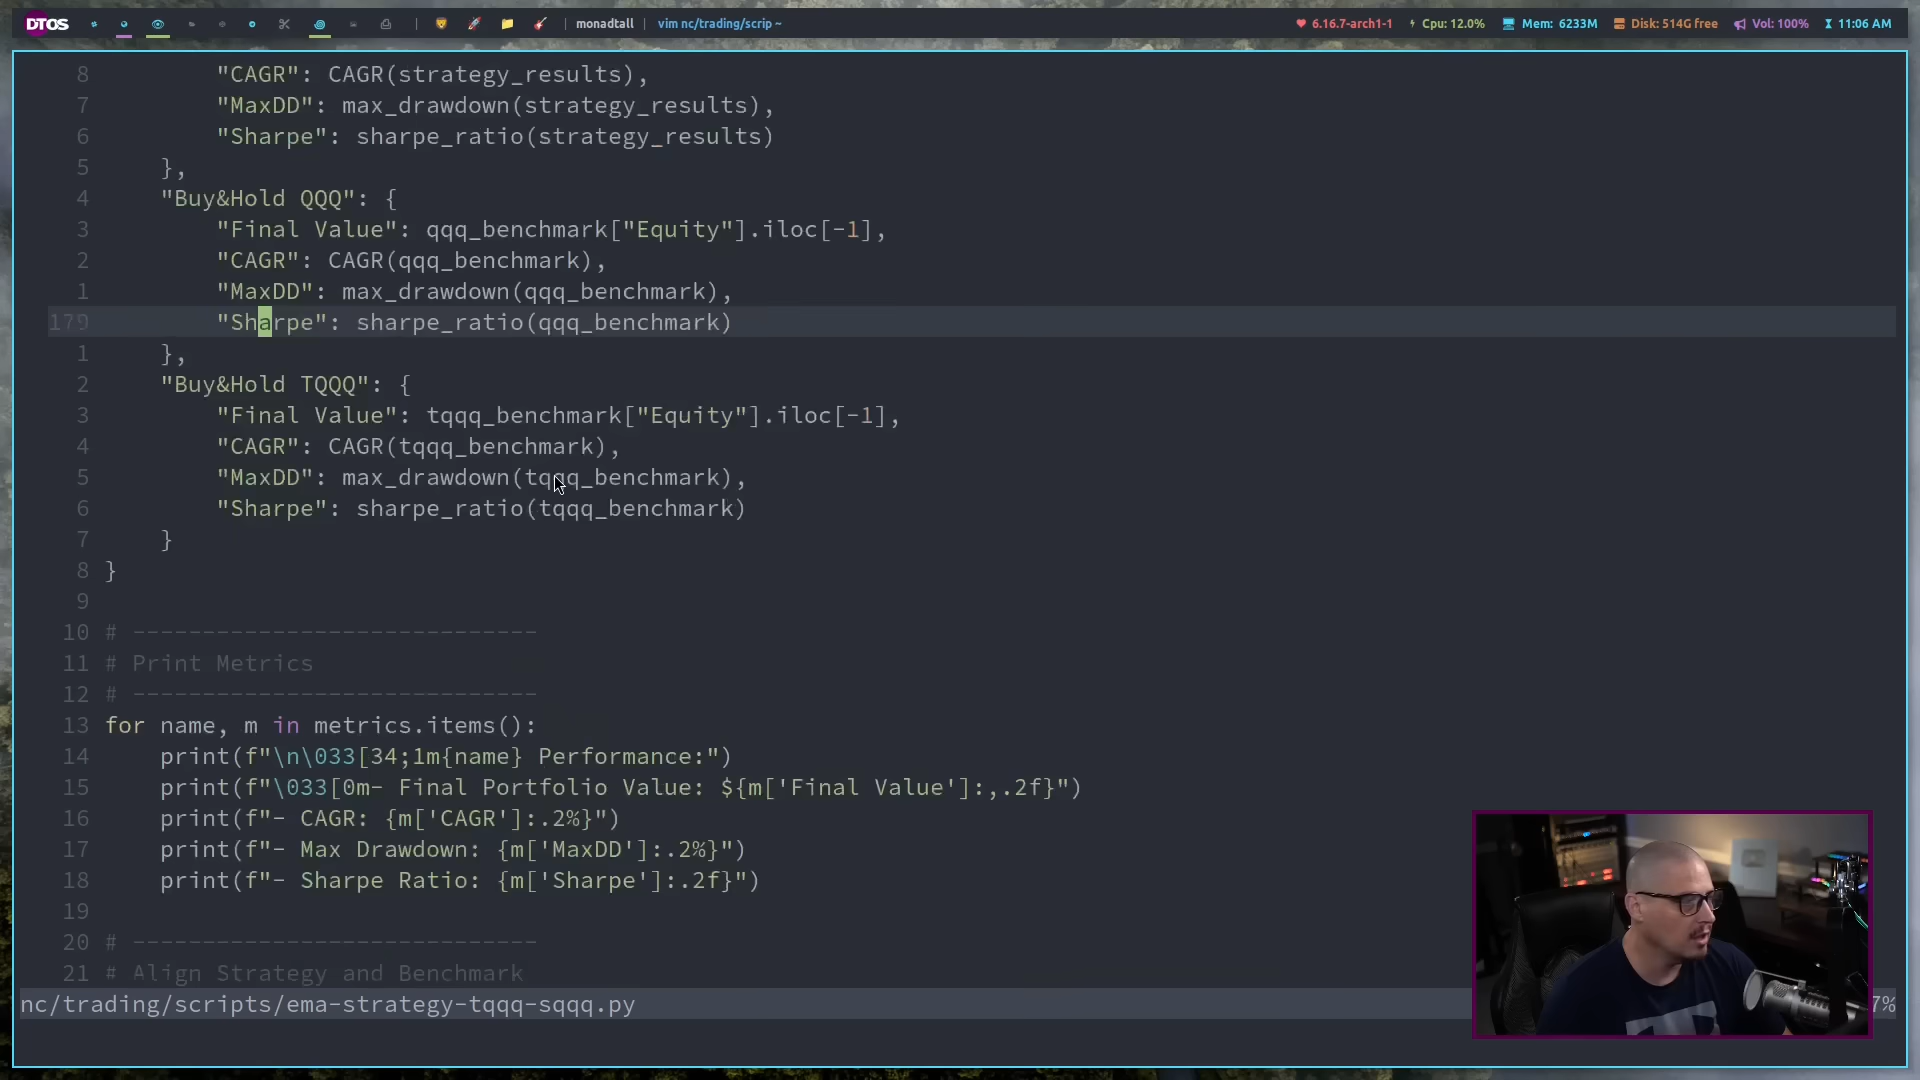 DTOS | monadtall | vim nc/trading/scrip ~ 6.16.7-arch1-1 Cpu: 12.0% Mem: 6233M Disk: 514G free Vol: 100% 11:06 AM
8 "CAGR": CAGR(strategy_results),
7 "MaxDD": max_drawdown(strategy_results),
6 "Sharpe": sharpe_ratio(strategy_results)
5 },
4 "Buy&Hold QQQ": {
3 "Final Value": qqq_benchmark["Equity"].iloc[-1],
2 "CAGR": CAGR(qqq_benchmark),
1 "MaxDD": max_drawdown(qqq_benchmark),
179 "Sharpe": sharpe_ratio(qqq_benchmark)
1 },
2 "Buy&Hold TQQQ": {
3 "Final Value": tqqq_benchmark["Equity"].iloc[-1],
4 "CAGR": CAGR(tqqq_benchmark),
5 "MaxDD": max_drawdown(tqqq_benchmark),
6 "Sharpe": sharpe_ratio(tqqq_benchmark)
7 }
8 }
9
10 # -----------------------------
11 # Print Metrics
12 # -----------------------------
13 for name, m in metrics.items():
14 print(f"\n\033[34;1m{name} Performance:")
15 print(f"\033[0m- Final Portfolio Value: ${m['Final Value']:,.2f}")
16 print(f"- CAGR: {m['CAGR']:.2%}")
17 print(f"- Max Drawdown: {m['MaxDD']:.2%}")
18 print(f"- Sharpe Ratio: {m['Sharpe']:.2f}")
19
20 # -----------------------------
21 # Align Strategy and Benchmark
nc/trading/scripts/ema-strategy-tqqq-sqqq.py 7%